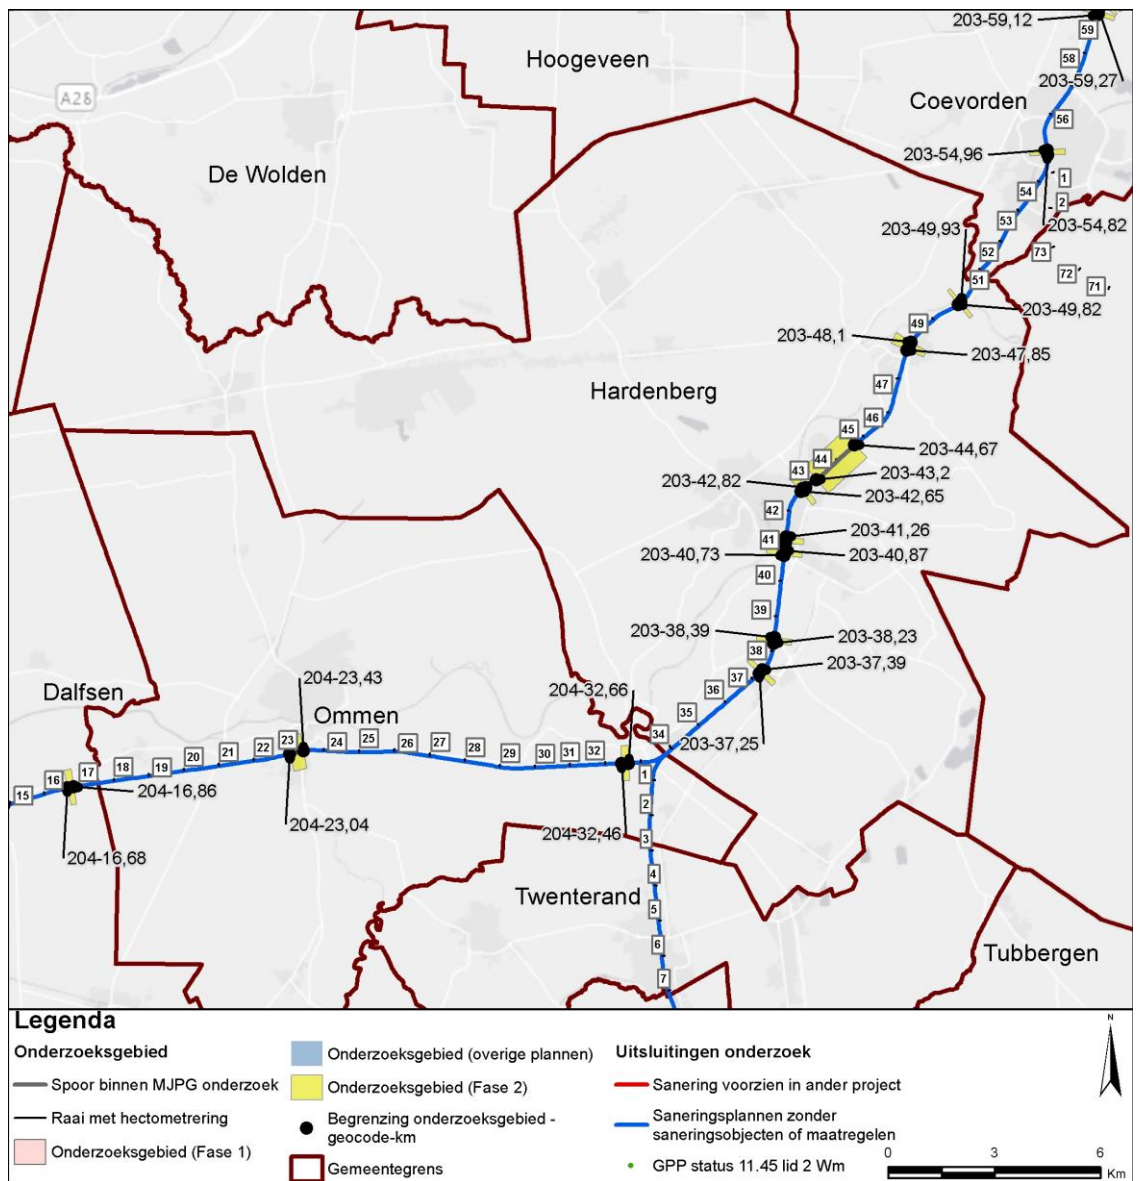 203-59,12
59
Hoogeveen
58
A28
203-59,27
Coevorden
56
203-54,96
De Wolden
1
54
2
203-49,93
53
203-54,82
52
73
72
51
71
203-49,82
49
203-48,1
203-47,85
47
Hardenberg
46
45
44
203-44,67
43
203-43,2
203-42,82
203-42,65
42
203-41,26
41
203-40,73
203-40,87
40
39
203-38,39
203-38,23
38
203-37,39
37
204-23,43
36
Dalfsen
204-32,66
35
Ommen
34
203-37,25
23
24
25
26
27
28
29
30
31
32
22
21
20
19
18
17
16
15
1
204-16,86
2
204-23,04
204-32,46
3
204-16,68
4
Twenterand
5
6
Tubbergen
7
Legenda
N
Onderzoeksgebied
Spoor binnen MJPG onderzoek
Raai met hectometrering
Onderzoeksgebied (Fase 1)
Onderzoeksgebied (overige plannen)
Onderzoeksgebied (Fase 2)
Begrenzing onderzoeksgebied -
geocode-km
Gemeentegrens
Uitsluitingen onderzoek
Sanering voorzien in ander project
Saneringsplannen zonder
saneringsobjecten of maatregelen
GPP status 11.45 lid 2 Wm
0 3 6
Km